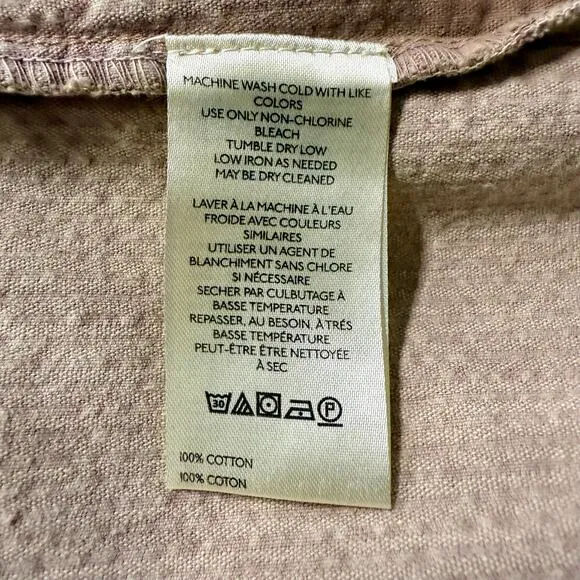 MACHINE WASH COLD WITH LIKE
COLORS
USE ONLY NON-CHLORINE
BLEACH
TUMBLE DRY LOW
LOW IRON AS NEEDED
MAY BE DRY CLEANED
LAVER À LA MACHINE À L'EAU
FROIDE AVEC COULEURS
SIMILAIRES
UTILISER UN AGENT DE
BLANCHIMENT SANS CHLORE
SI NÉCESSAIRE
SECHER PAR CULBUTAGE À
BASSE TEMPERATURE
REPASSER, AU BESOIN, À TRÉS
BASSE TEMPÉRATURE
PEUT-ÊTRE ÊTRE NETTOYÉE
À SEC
30 P
100% COTTON
100% COTON